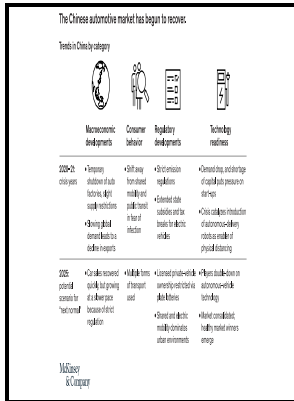 The Chinese automotive market has begun to recover.
Trends in China by category
Macroeconomic
developments
Consumer
behavior
Regulatory
developments
Technology
readiness
2020–21:
crisis years
• Temporary
shutdown of auto
factories, slight
supply restrictions
• Slowing global
demand leads to a
decline in exports
• Shift away
from shared
mobility and
public transit
in fear of
infection
• Strict emission
regulations
• Extended state
subsidies and tax
breaks for electric
vehicles
• Demand drop, and shortage
of capital puts pressure on
start-ups
• Crisis catalyzes introduction
of autonomous-delivery
robots as enabler of
physical distancing
2025:
potential
scenario for
“next normal”
• Car sales recovered
quickly but growing
at a slower pace
because of strict
regulation
• Multiple forms
of transport
used
• Licensed private-vehicle
ownership restricted via
plate lotteries
• Shared and electric
mobility dominates
urban environments
• Players double-down on
autonomous-vehicle
technology
• Market consolidated;
healthy market winners
emerge
McKinsey
& Company